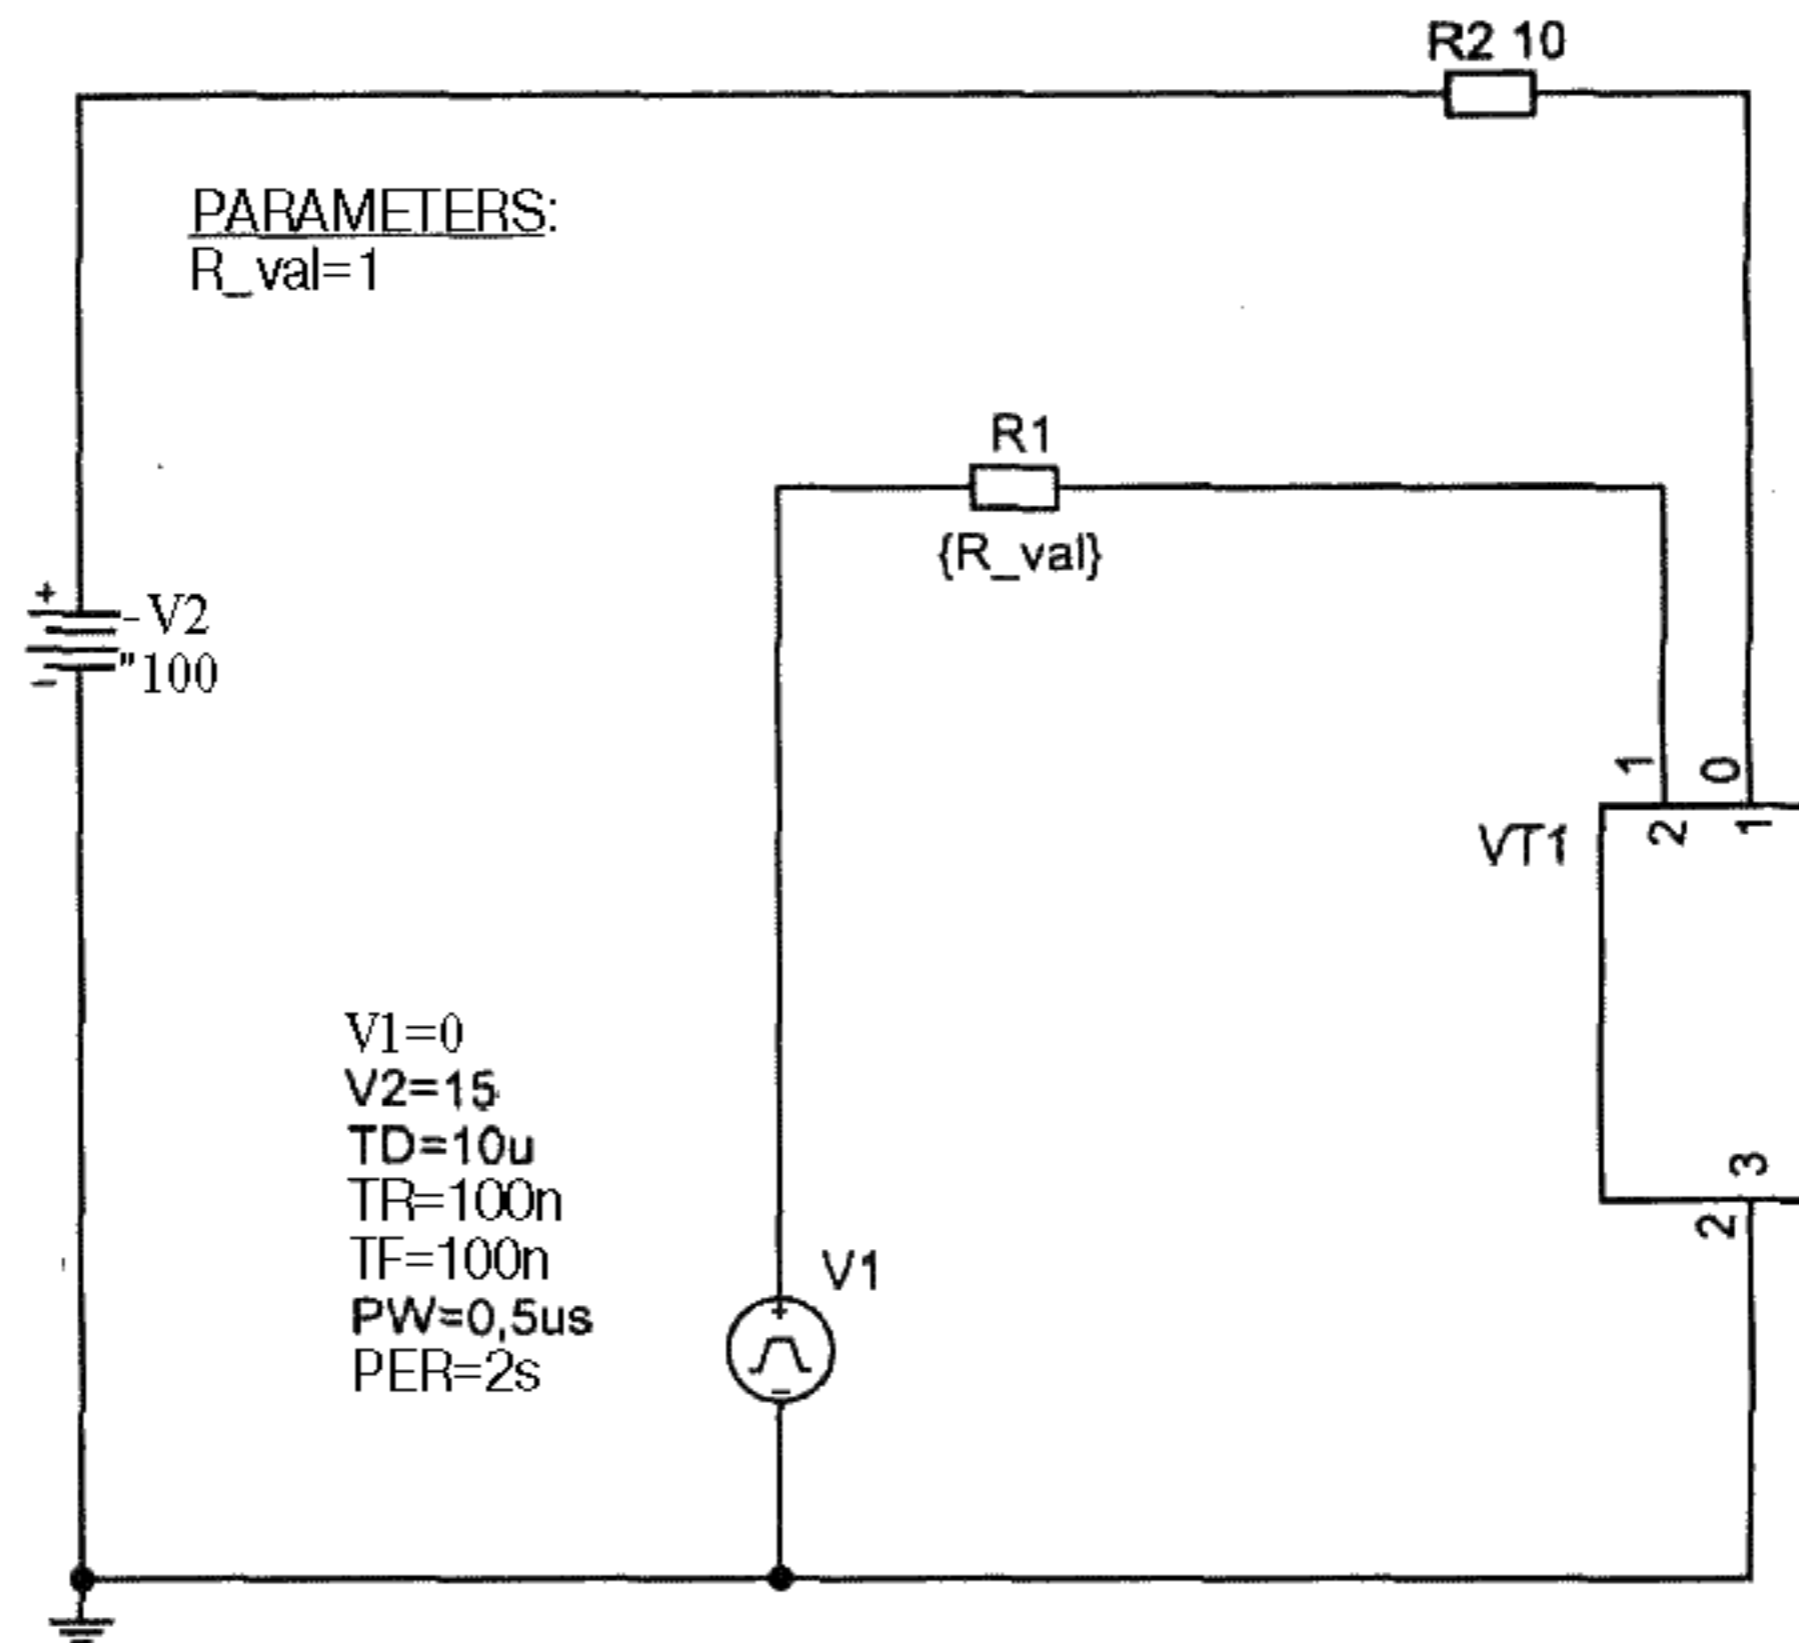 R2 10
PARAMETERS:
R_val=1
R1
{R_val}
+
- V2
"100
-
1 0
VT1
2 1
V1=0
V2=15
TD=10u
TR=100n
TF=100n
PW=0,5us
PER=2s
V1
+
-
3
2